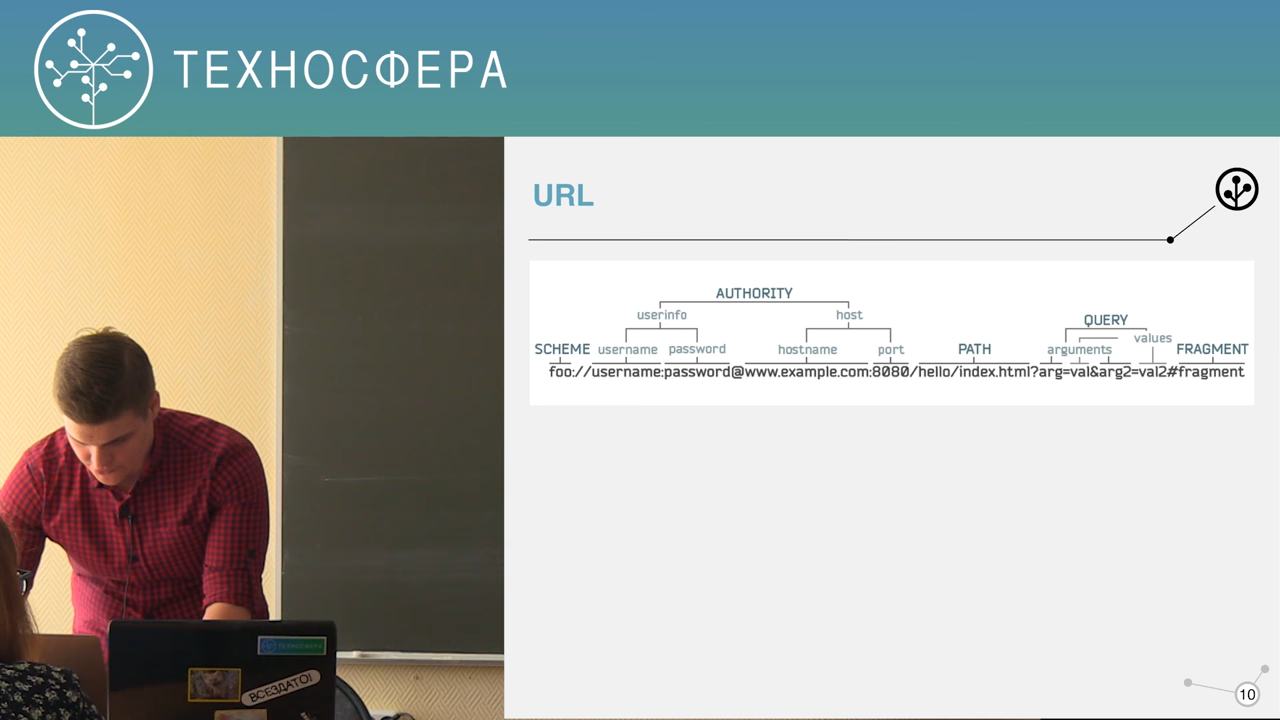 ТЕХНОСФЕРА
URL
AUTHORITY
userinfo host QUERY
values
SCHEME username password hostname port PATH arguments FRAGMENT
foo://username:password@www.example.com:8080/hello/index.html?arg=val&arg2=val2#fragment
ТЕХНОСФЕРА
ВСЕЗДАТО!
10